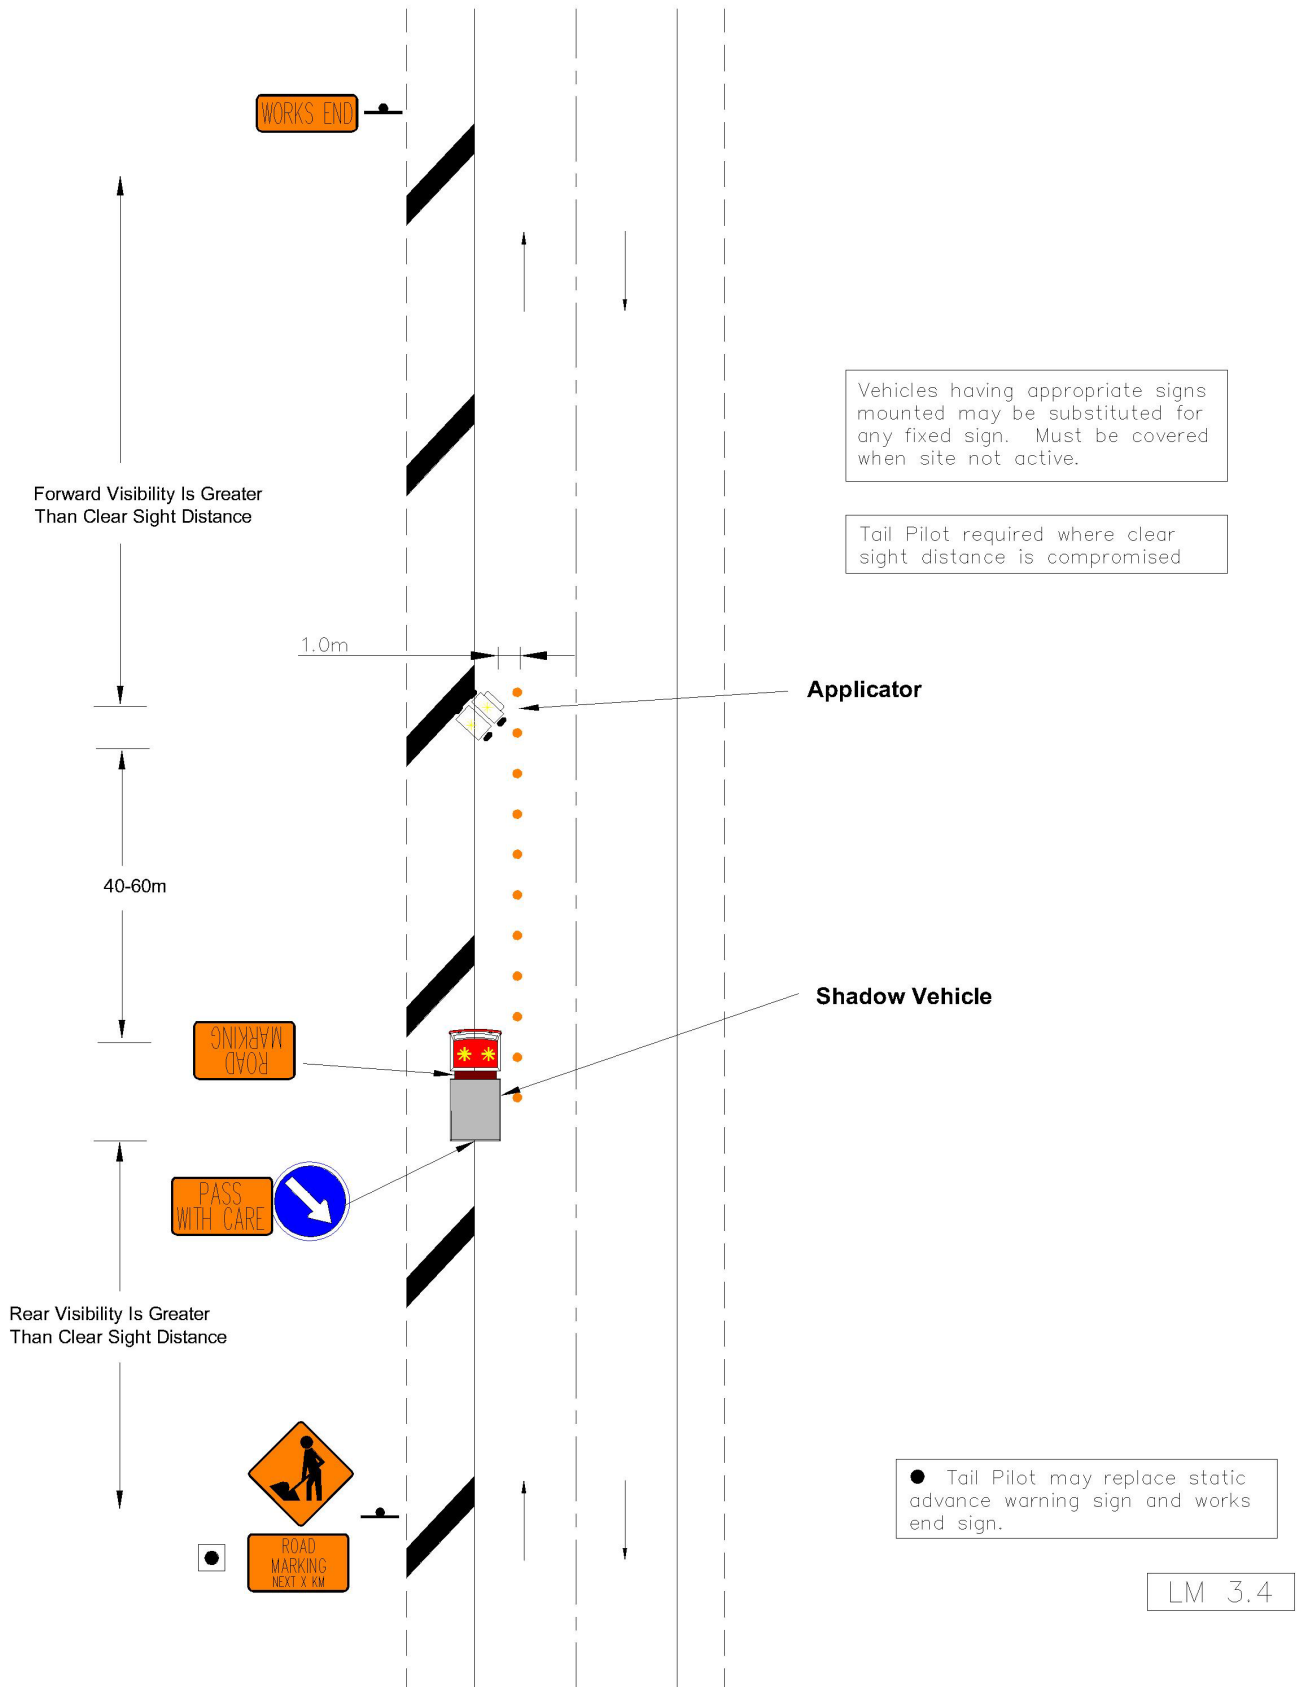 WORKS END
Vehicles having appropriate signs
mounted may be substituted for
any fixed sign.  Must be covered
when site not active.
Forward Visibility Is Greater
Than Clear Sight Distance
Tail Pilot required where clear
sight distance is compromised
1.0m
Applicator
40-60m
Shadow Vehicle
ROAD
MARKING
PASS
WITH CARE
Rear Visibility Is Greater
Than Clear Sight Distance
Tail Pilot may replace static
advance warning sign and works
end sign.
ROAD
MARKING
NEXT X KM
LM 3.4